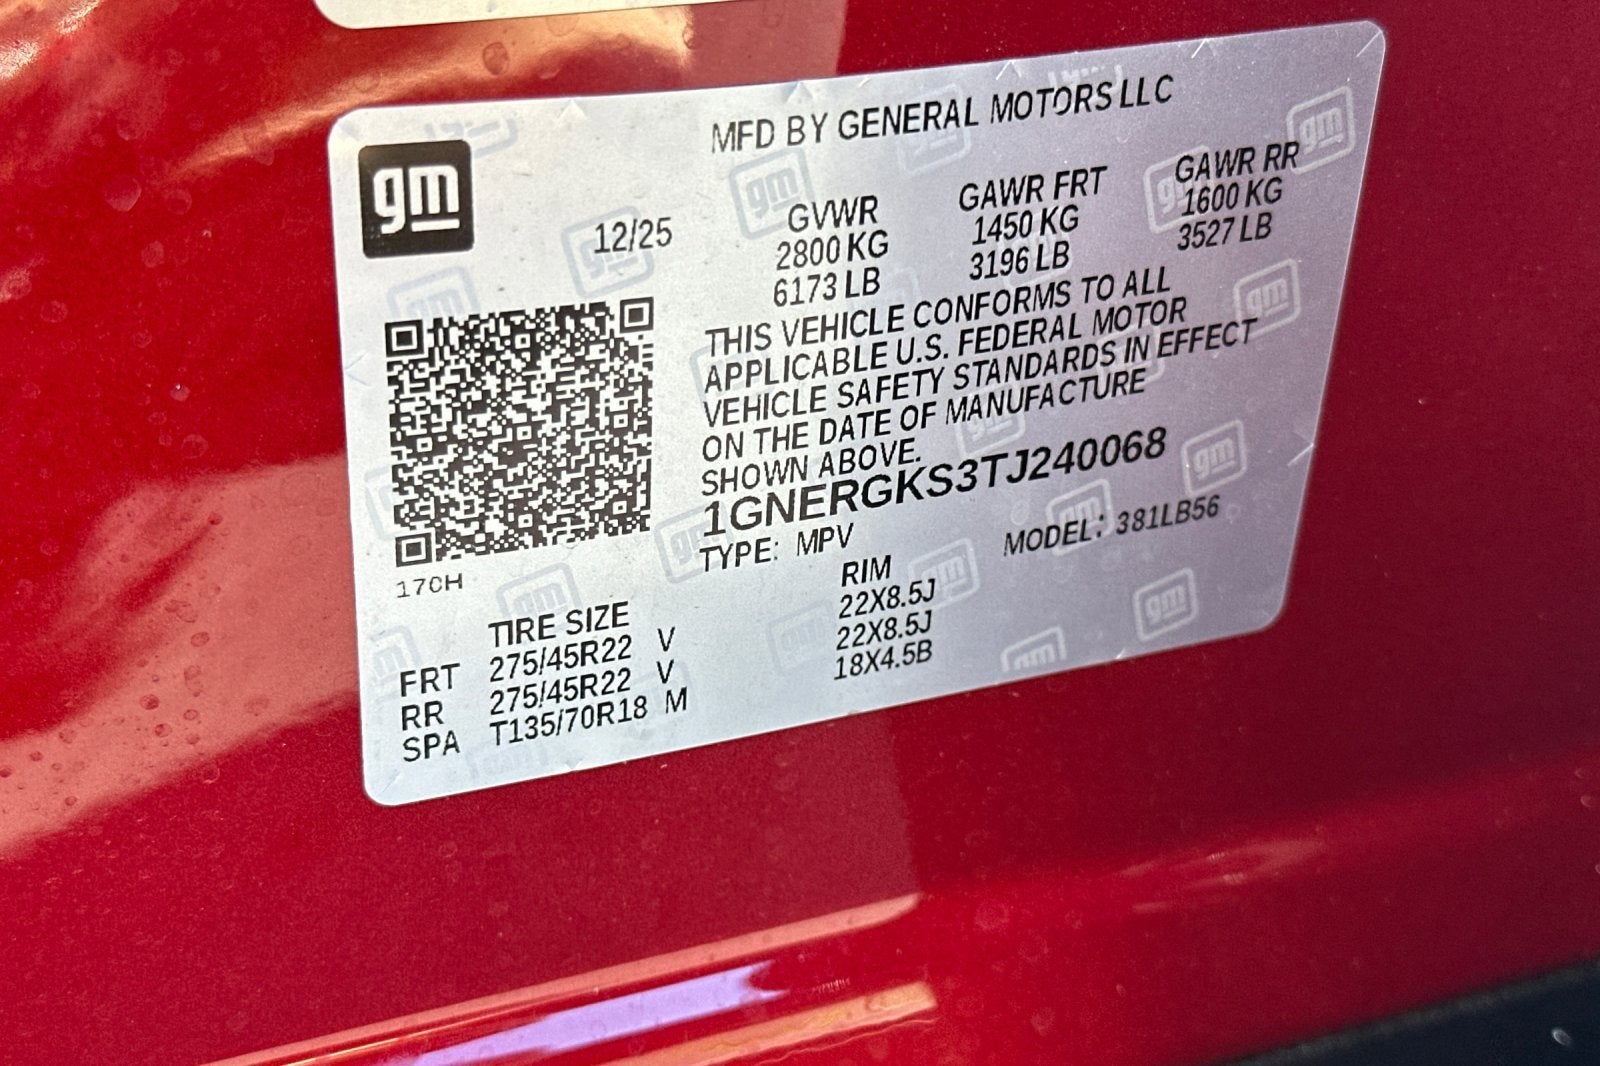 gm
MFD BY GENERAL MOTORS LLC
12/25
GVWR GAWR FRT GAWR RR
2800 KG 1450 KG 1600 KG
6173 LB 3196 LB 3527 LB
THIS VEHICLE CONFORMS TO ALL
APPLICABLE U.S. FEDERAL MOTOR
VEHICLE SAFETY STANDARDS IN EFFECT
ON THE DATE OF MANUFACTURE
SHOWN ABOVE.
1GNERGKS3TJ240068
TYPE: MPV MODEL: 381LB56
170H
TIRE SIZE RIM
FRT 275/45R22 V 22X8.5J
RR 275/45R22 V 22X8.5J
SPA T135/70R18 M 18X4.5B